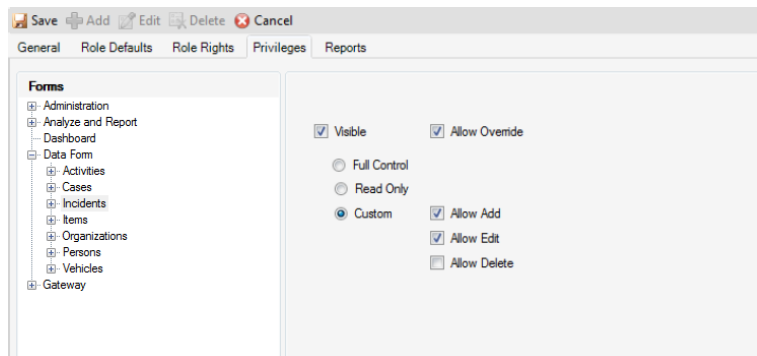 Save Add Edit Delete Cancel
General Role Defaults Role Rights Privileges Reports
Forms
Administration
Analyze and Report
Dashboard
Data Form
Activities
Cases
Incidents
Items
Organizations
Persons
Vehicles
Gateway
Visible Allow Override
Full Control
Read Only
Custom Allow Add
Allow Edit
Allow Delete